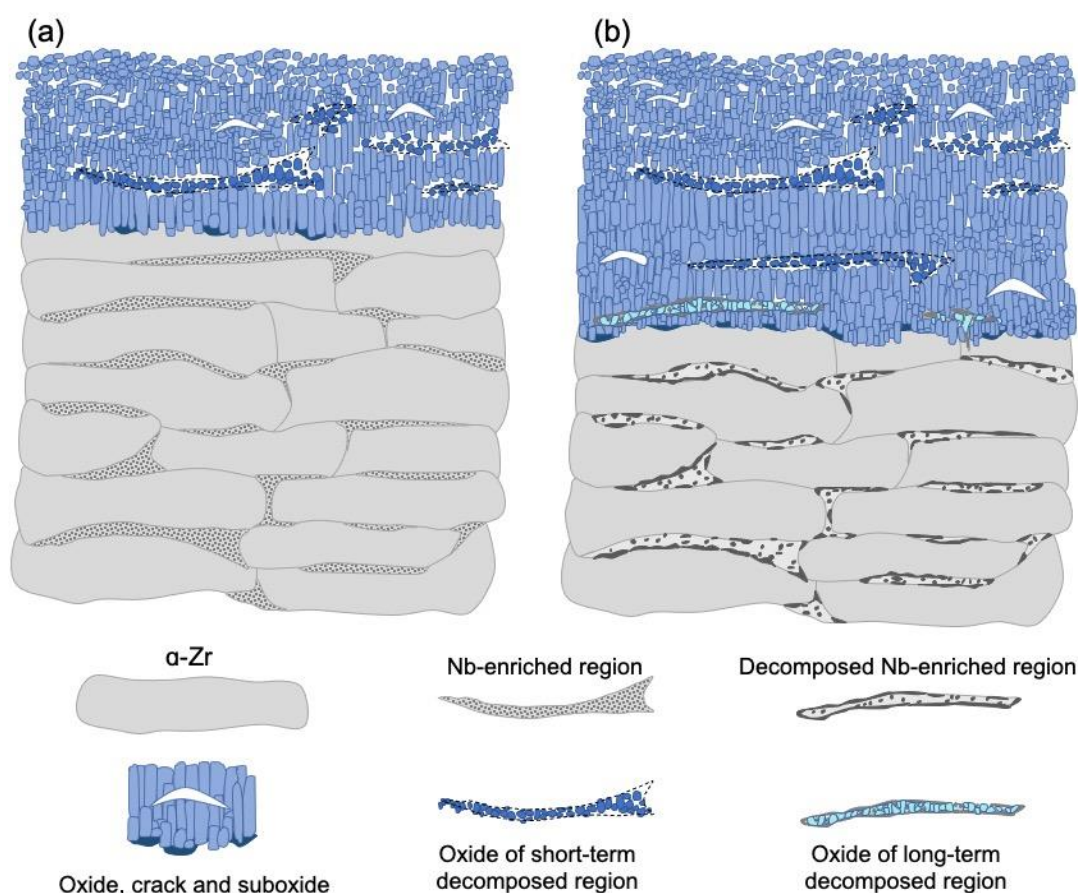 (a)
(b)
α-Zr
Nb-enriched region
Decomposed Nb-enriched region
Oxide, crack and suboxide
Oxide of short-term
decomposed region
Oxide of long-term
decomposed region